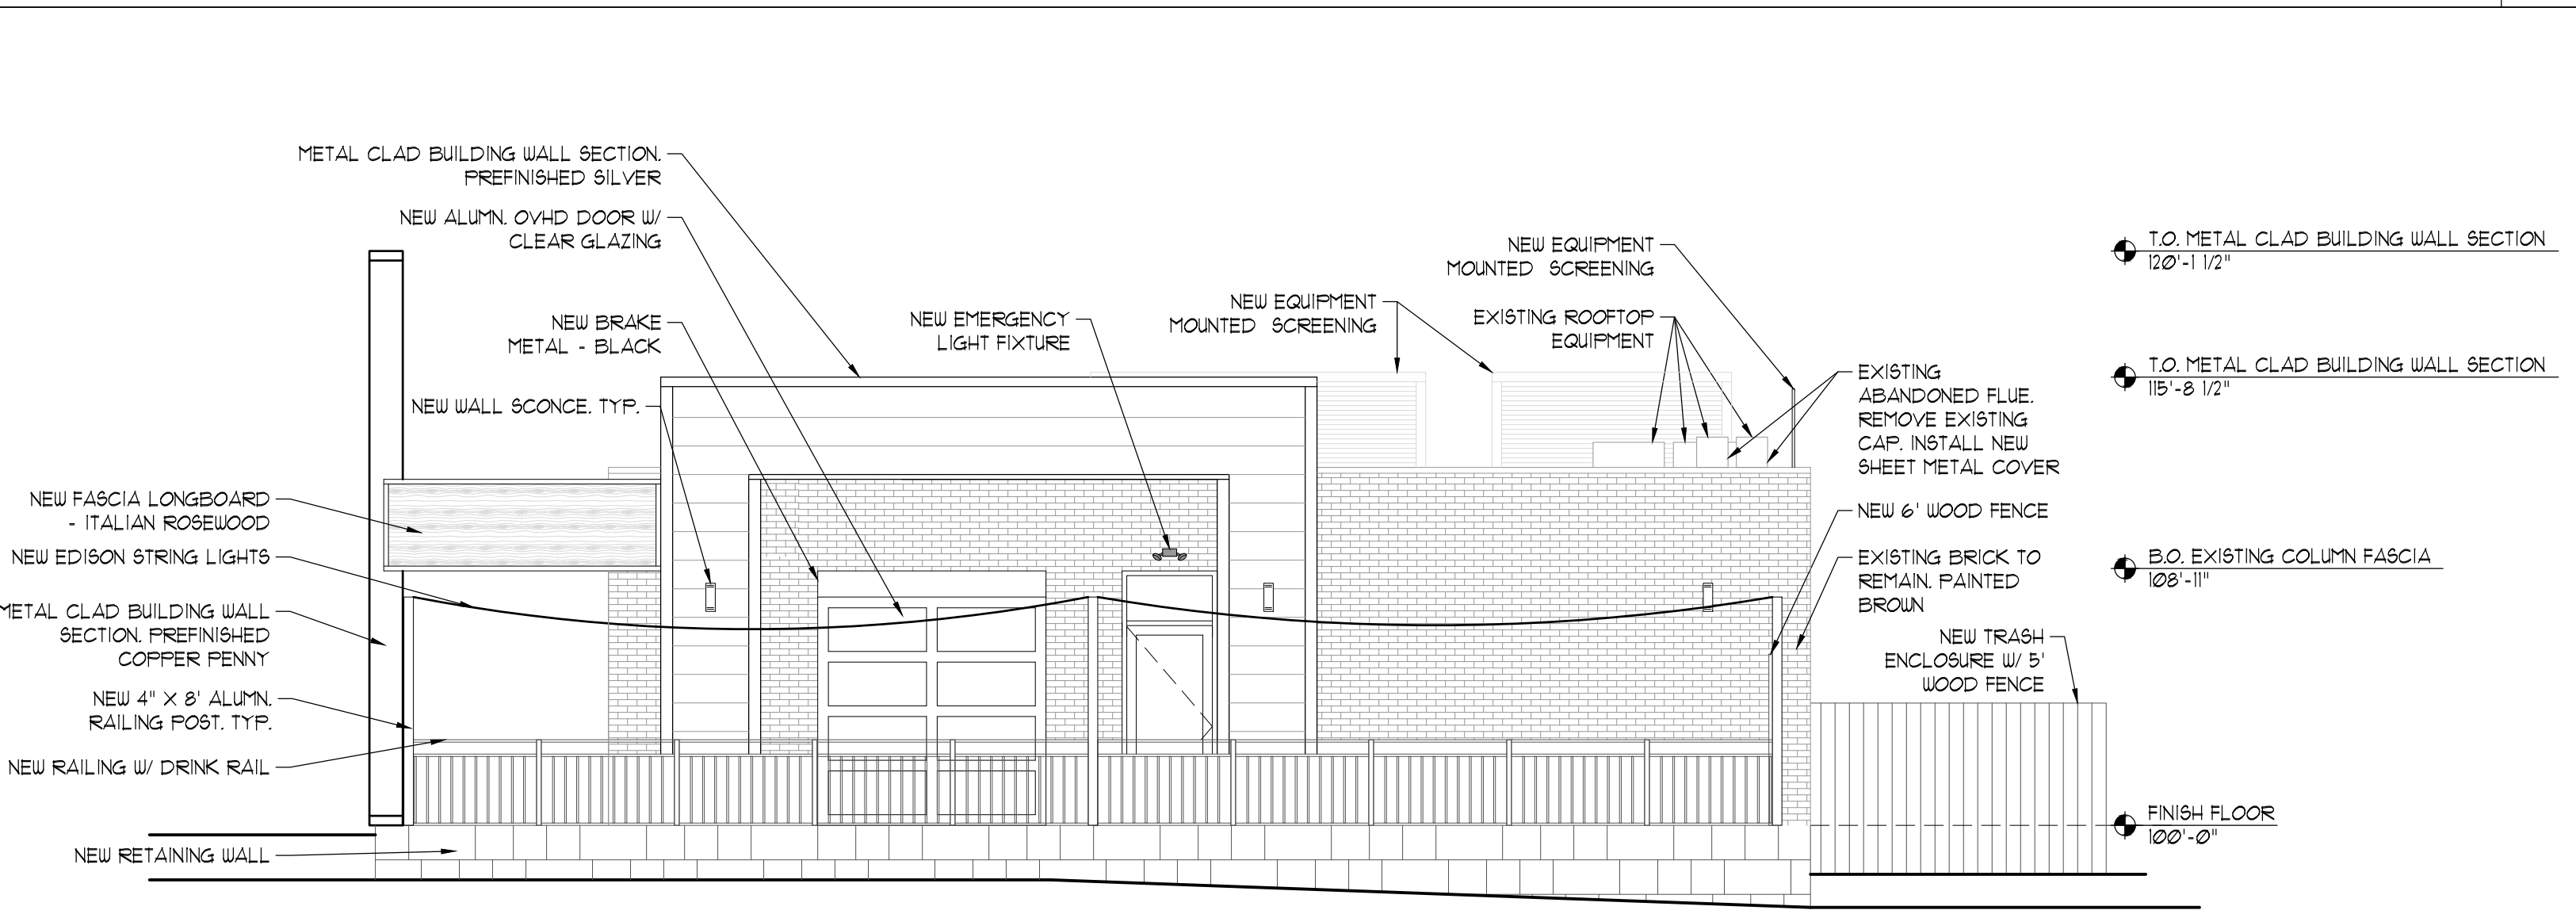 METAL CLAD BUILDING WALL SECTION.
PREFINISHED SILVER
NEW ALUMN. OVHD DOOR W/
CLEAR GLAZING
NEW BRAKE
METAL - BLACK
NEW WALL SCONCE. TYP.
NEW EMERGENCY
LIGHT FIXTURE
NEW EQUIPMENT
MOUNTED SCREENING
NEW EQUIPMENT
MOUNTED SCREENING
EXISTING ROOFTOP
EQUIPMENT
EXISTING
ABANDONED FLUE.
REMOVE EXISTING
CAP. INSTALL NEW
SHEET METAL COVER
NEW 6' WOOD FENCE
EXISTING BRICK TO
REMAIN. PAINTED
BROWN
NEW TRASH
ENCLOSURE W/ 5'
WOOD FENCE
NEW FASCIA LONGBOARD
- ITALIAN ROSEWOOD
NEW EDISON STRING LIGHTS
METAL CLAD BUILDING WALL
SECTION. PREFINISHED
COPPER PENNY
NEW 4" X 8' ALUMN.
RAILING POST. TYP.
NEW RAILING W/ DRINK RAIL
NEW RETAINING WALL
T.O. METAL CLAD BUILDING WALL SECTION
120'-1 1/2"
T.O. METAL CLAD BUILDING WALL SECTION
115'-8 1/2"
B.O. EXISTING COLUMN FASCIA
108'-11"
FINISH FLOOR
100'-0"